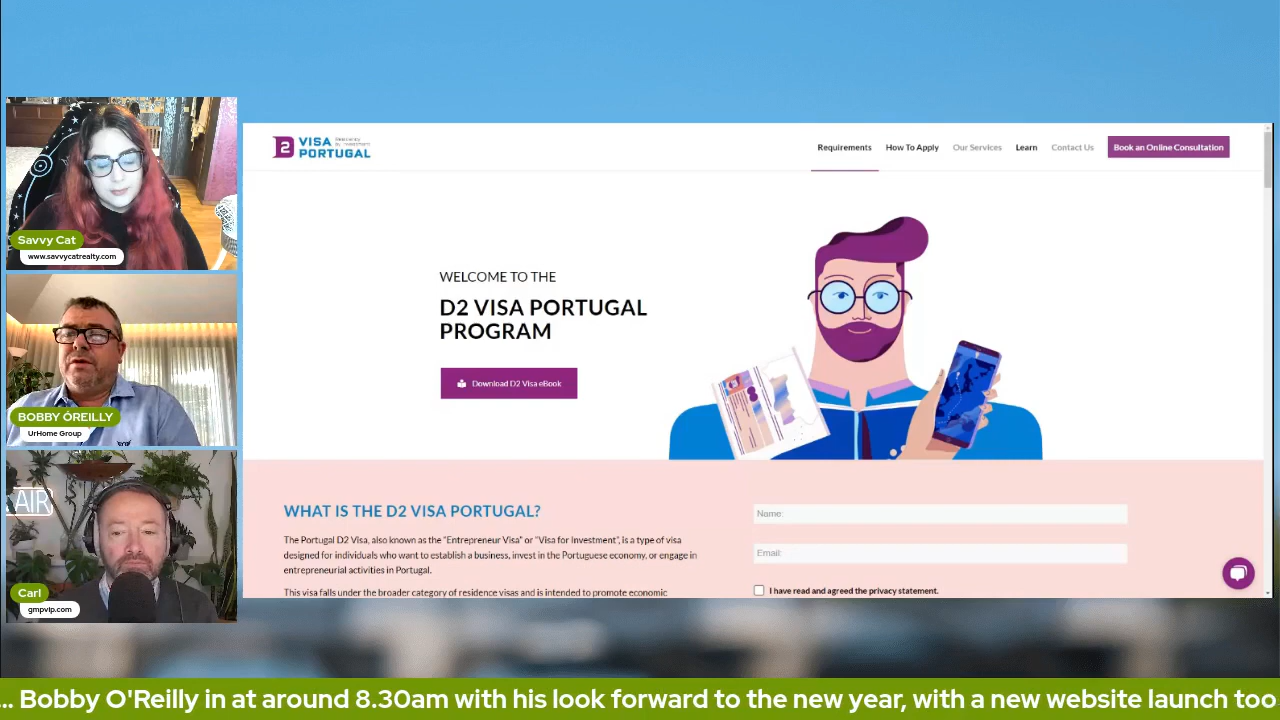 Savvy Cat
www.savvycatrealty.com
BOBBY ÓREILLY
UrHome Group
AIR
Carl
gmpvip.com
D2 VISA PORTUGAL
Residency
by Investment
Requirements
How To Apply
Our Services
Learn
Contact Us
Book an Online Consultation
WELCOME TO THE
D2 VISA PORTUGAL
PROGRAM
Download D2 Visa eBook
WHAT IS THE D2 VISA PORTUGAL?
The Portugal D2 Visa, also known as the “Entrepreneur Visa” or “Visa for Investment”, is a type of visa
designed for individuals who want to establish a business, invest in the Portuguese economy, or engage in
entrepreneurial activities in Portugal.
This visa falls under the broader category of residence visas and is intended to promote economic
Name:
Email:
I have read and agreed the privacy statement.
... Bobby O'Reilly in at around 8.30am with his look forward to the new year, with a new website launch too